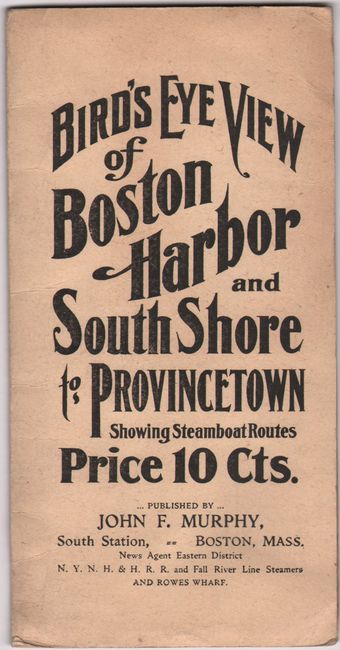 BIRD'S EYE VIEW
of
Boston
Harbor
and
South Shore
to PROVINCETOWN
Showing Steamboat Routes
Price 10 Cts.
... PUBLISHED BY ...
JOHN F. MURPHY,
South Station, -- BOSTON, MASS.
News Agent Eastern District
N. Y. N. H. & H. R. R. and Fall River Line Steamers
AND ROWES WHARF.